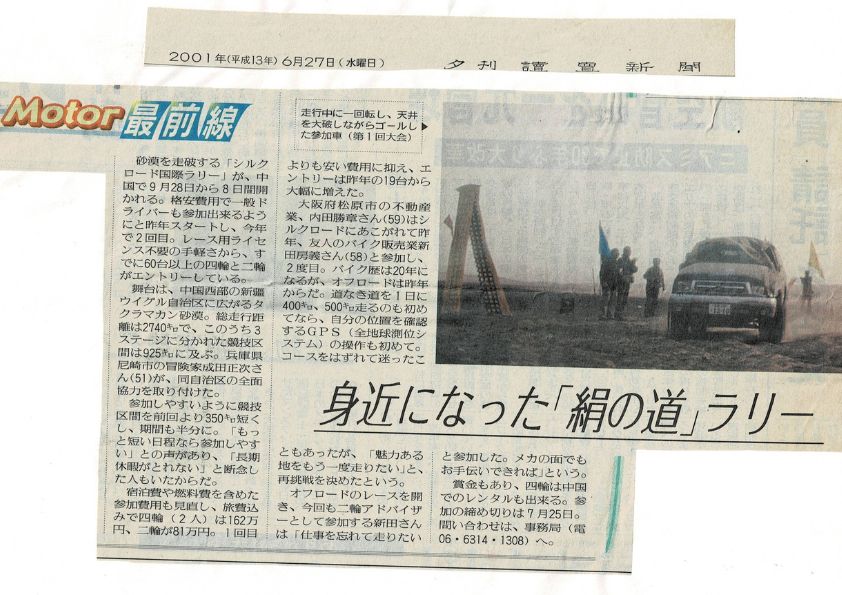 2001年(平成13年)6月27日(水曜日)
夕刊 讀賣新聞
Motor最前線
走行中に一回転し、天井
を大破しながらゴールし▶
た参加車(第1回大会)
砂漠を走破する「シルク
ロード国際ラリー」が、中
国で9月28日から8日間開
かれる。格安費用で一般ド
ライバーも参加出来るよう
にと昨年スタートし、今年
で2回目。レース用ライセ
ンス不要の手軽さから、す
でに60台以上の四輪と二輪
がエントリーしている。
舞台は、中国西部の新疆
ウイグル自治区に広がるタ
クラマカン砂漠。総走行距
離は2740㌔で、このうち3
ステージに分かれた競技区
間は925㌔に及ぶ。兵庫県
尼崎市の冒険家成田正次さ
ん(51)が、同自治区の全面
協力を取り付けた。
参加しやすいように競技
区間を前回より350㌔短く
し、期間も半分に。「もっ
と短い日程なら参加しやす
い」との声があり、「長期
休暇がとれない」と断念し
た人もいたからだ。
宿泊費や燃料費を含めた
参加費用も見直し、旅費込
みで四輪(2人)は162万
円、二輪が81万円。1回目
よりも安い費用に抑え、エ
ントリーは昨年の19台から
大幅に増えた。
大阪府松原市の不動産
業、内田勝章さん(59)はシ
ルクロードにあこがれて昨
年、友人のバイク販売業新
田房義さん(58)と参加し、
2度目。バイク歴は20年に
なるが、オフロードは昨年
からだ。道なき道を1日に
400㌔、500㌔走るのも初め
てなら、自分の位置を確認
するGPS(全地球測位シ
ステム)の操作も初めて。
コースをはずれて迷ったこ
身近になった「絹の道」ラリー
ともあったが、「魅力ある
地をもう一度走りたい」と、
再挑戦を決めたという。
オフロードのレースを開
き、今回も二輪アドバイザ
ーとして参加する新田さん
は「仕事を忘れて走りたい
と参加した。メカの面でも
お手伝いできれば」という。
賞金もあり、四輪は中国
でのレンタルも出来る。参
加の締め切りは7月25日。
問い合わせは、事務局(電
06・6314・1308)へ。